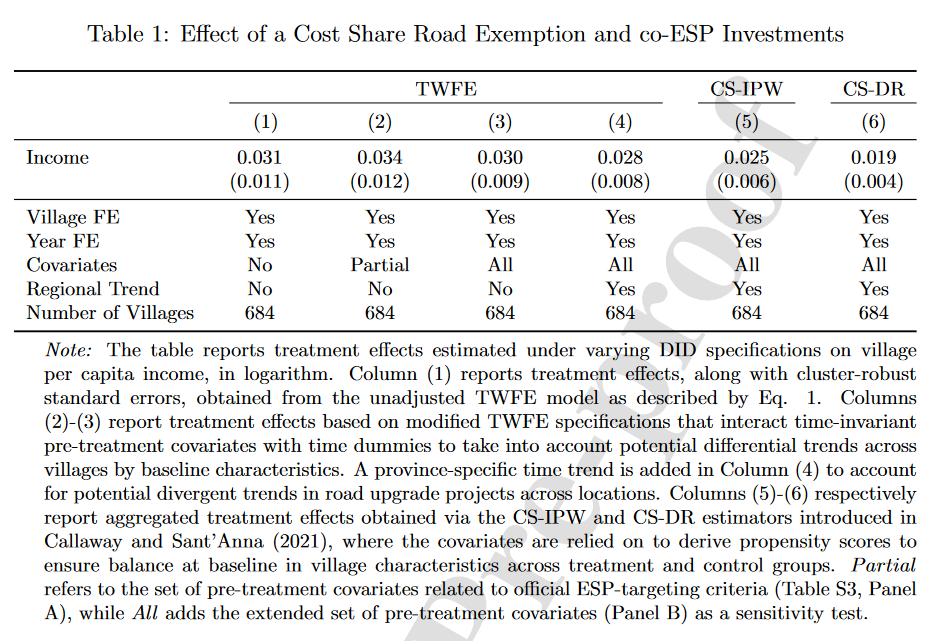 Table 1: Effect of a Cost Share Road Exemption and co-ESP Investments
TWFE CS-IPW CS-DR
(1) (2) (3) (4) (5) (6)
Income 0.031 0.034 0.030 0.028 0.025 0.019
(0.011) (0.012) (0.009) (0.008) (0.006) (0.004)
Village FE Yes Yes Yes Yes Yes Yes
Year FE Yes Yes Yes Yes Yes Yes
Covariates No Partial All All All All
Regional Trend No No No Yes Yes Yes
Number of Villages 684 684 684 684 684 684
Note: The table reports treatment effects estimated under varying DID specifications on village
per capita income, in logarithm. Column (1) reports treatment effects, along with cluster-robust
standard errors, obtained from the unadjusted TWFE model as described by Eq. 1. Columns
(2)-(3) report treatment effects based on modified TWFE specifications that interact time-invariant
pre-treatment covariates with time dummies to take into account potential differential trends across
villages by baseline characteristics. A province-specific time trend is added in Column (4) to account
for potential divergent trends in road upgrade projects across locations. Columns (5)-(6) respectively
report aggregated treatment effects obtained via the CS-IPW and CS-DR estimators introduced in
Callaway and Sant'Anna (2021), where the covariates are relied on to derive propensity scores to
ensure balance at baseline in village characteristics across treatment and control groups. Partial
refers to the set of pre-treatment covariates related to official ESP-targeting criteria (Table S3, Panel
A), while All adds the extended set of pre-treatment covariates (Panel B) as a sensitivity test.
Pre-proof